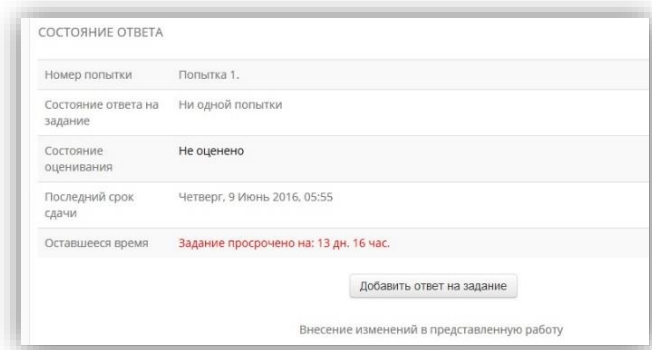 СОСТОЯНИЕ ОТВЕТА
Номер попытки Попытка 1.
Состояние ответа на Ни одной попытки
задание
Состояние Не оценено
оценивания
Последний срок Четверг, 9 Июнь 2016, 05:55
сдачи
Оставшееся время Задание просрочено на: 13 дн. 16 час.
Добавить ответ на задание
Внесение изменений в представленную работу